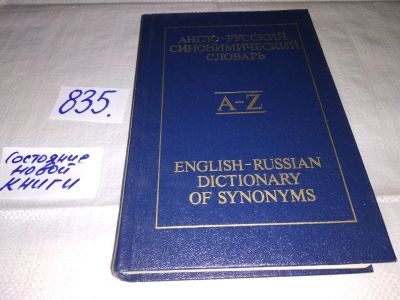 835.
Состояние
новой
книги
АНГЛО-РУССКИЙ
СИНОНИМИЧЕСКИЙ
СЛОВАРЬ
A-Z
ENGLISH-RUSSIAN
DICTIONARY
OF SYNONYMS